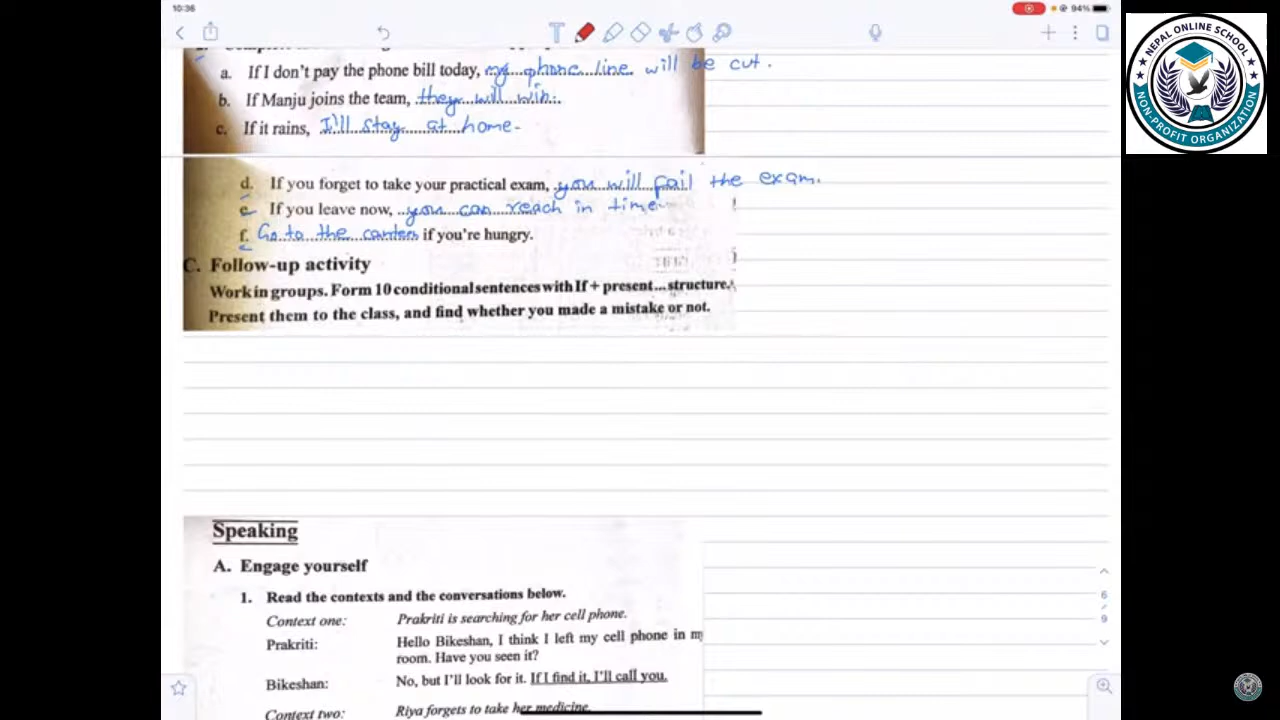 10:36
94%
a. If I don't pay the phone bill today, my phone line will be cut.
b. If Manju joins the team, they will win.
c. If it rains, I'll stay at home.
d. If you forget to take your practical exam, you will fail the exam.
e. If you leave now, you can reach in time.
f. Go to the canteen if you're hungry.
C. Follow-up activity
Work in groups. Form 10 conditional sentences with If + present... structure.
Present them to the class, and find whether you made a mistake or not.
Speaking
A. Engage yourself
1. Read the contexts and the conversations below.
Context one: Prakriti is searching for her cell phone.
Prakriti: Hello Bikeshan, I think I left my cell phone in my
room. Have you seen it?
Bikeshan: No, but I'll look for it. If I find it, I'll call you.
Context two: Riya forgets to take her medicine.
6
/
9
NEPAL ONLINE SCHOOL
NON-PROFIT ORGANIZATION